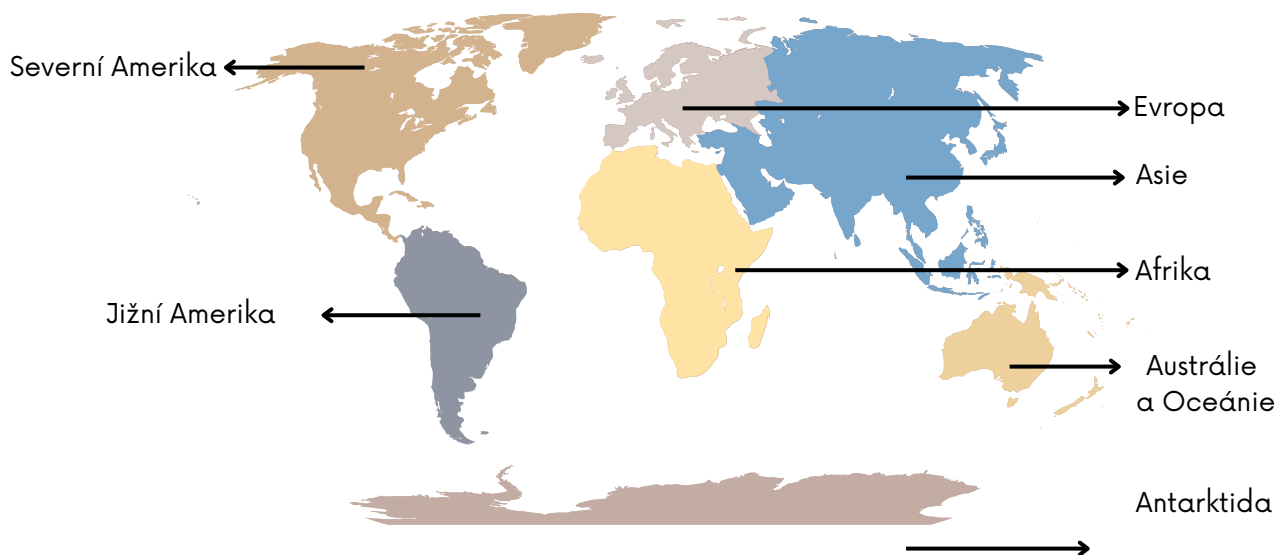 Severní Amerika
Evropa
Asie
Afrika
Jižní Amerika
Austrálie
a Oceánie
Antarktida